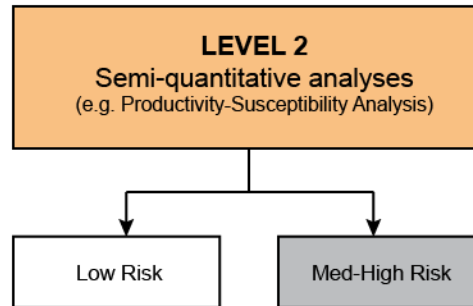 LEVEL 2
Semi-quantitative analyses
(e.g. Productivity-Susceptibility Analysis)
Low Risk
Med-High Risk